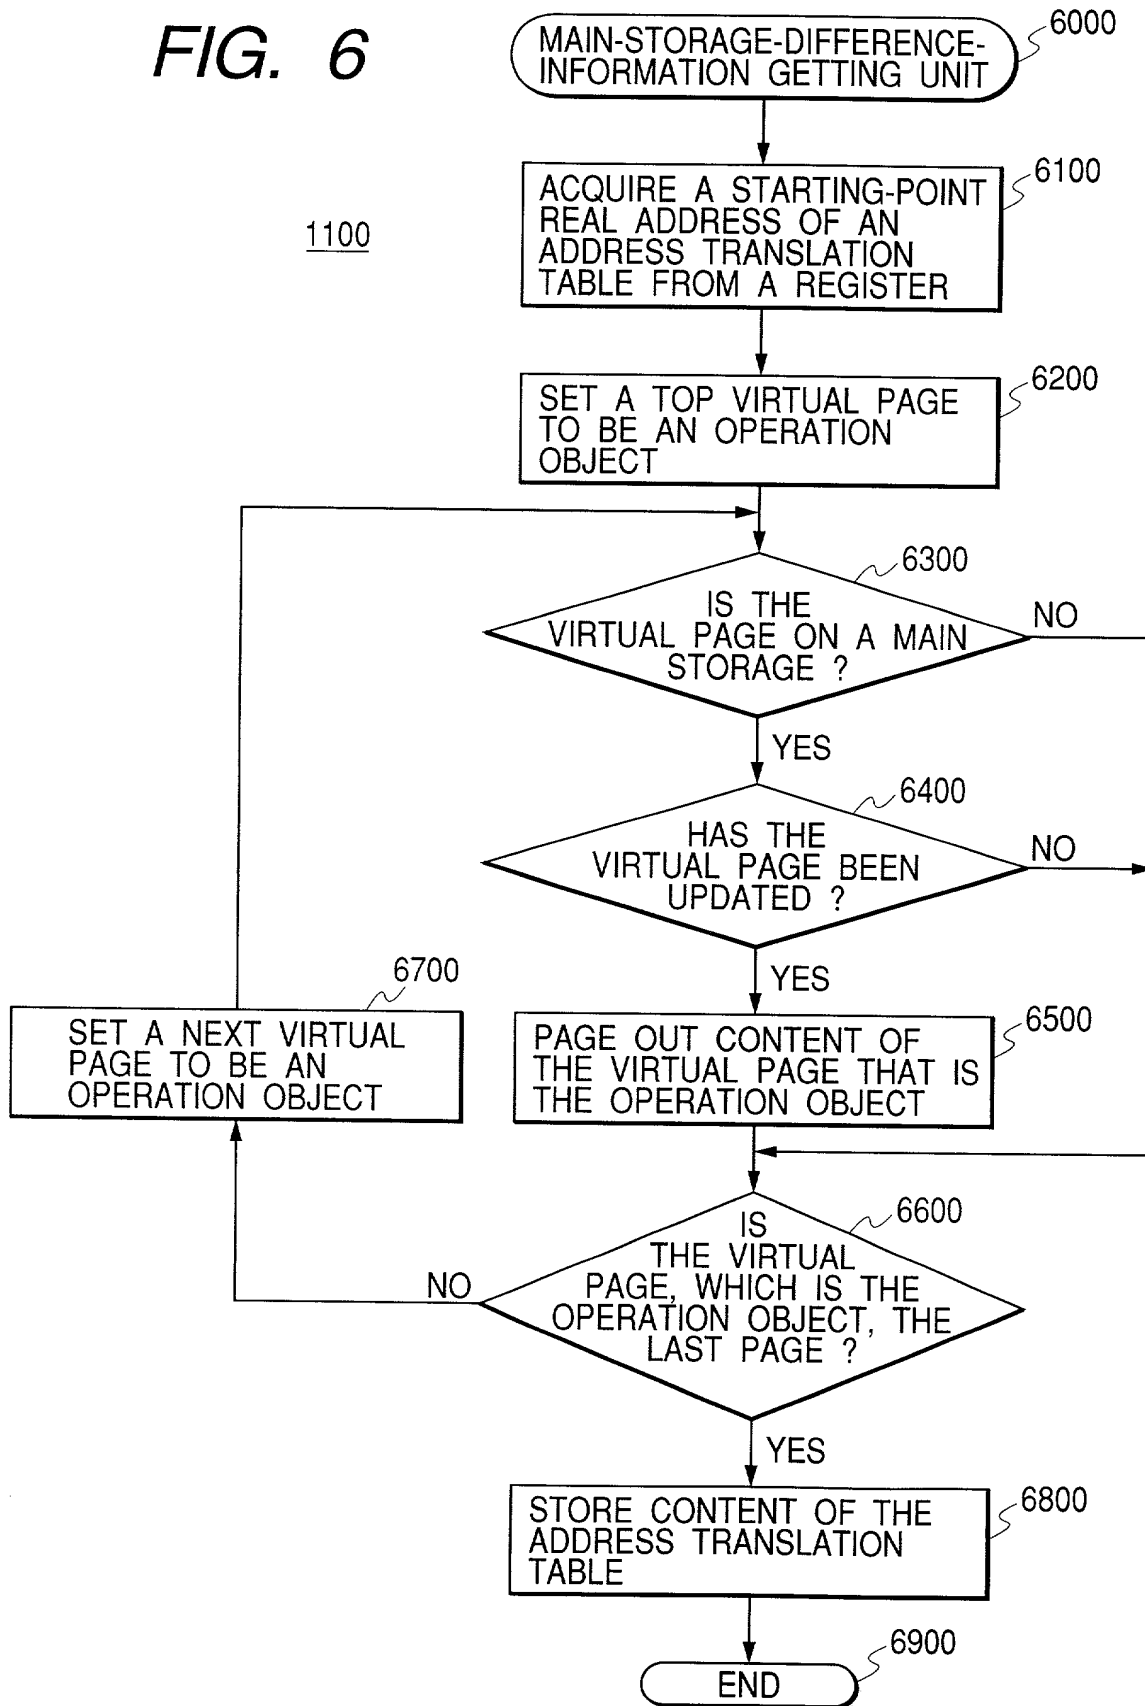 FIG. 6
MAIN-STORAGE-DIFFERENCE-
INFORMATION GETTING UNIT
6000
1100
ACQUIRE A STARTING-POINT
REAL ADDRESS OF AN
ADDRESS TRANSLATION
TABLE FROM A REGISTER
6100
SET A TOP VIRTUAL PAGE
TO BE AN OPERATION
OBJECT
6200
IS THE
VIRTUAL PAGE ON A MAIN
STORAGE ?
6300
NO
YES
HAS THE
VIRTUAL PAGE BEEN
UPDATED ?
6400
NO
YES
6700
SET A NEXT VIRTUAL
PAGE TO BE AN
OPERATION OBJECT
PAGE OUT CONTENT OF
THE VIRTUAL PAGE THAT IS
THE OPERATION OBJECT
6500
IS
THE VIRTUAL
PAGE, WHICH IS THE
OPERATION OBJECT, THE
LAST PAGE ?
6600
NO
YES
STORE CONTENT OF THE
ADDRESS TRANSLATION
TABLE
6800
END
6900